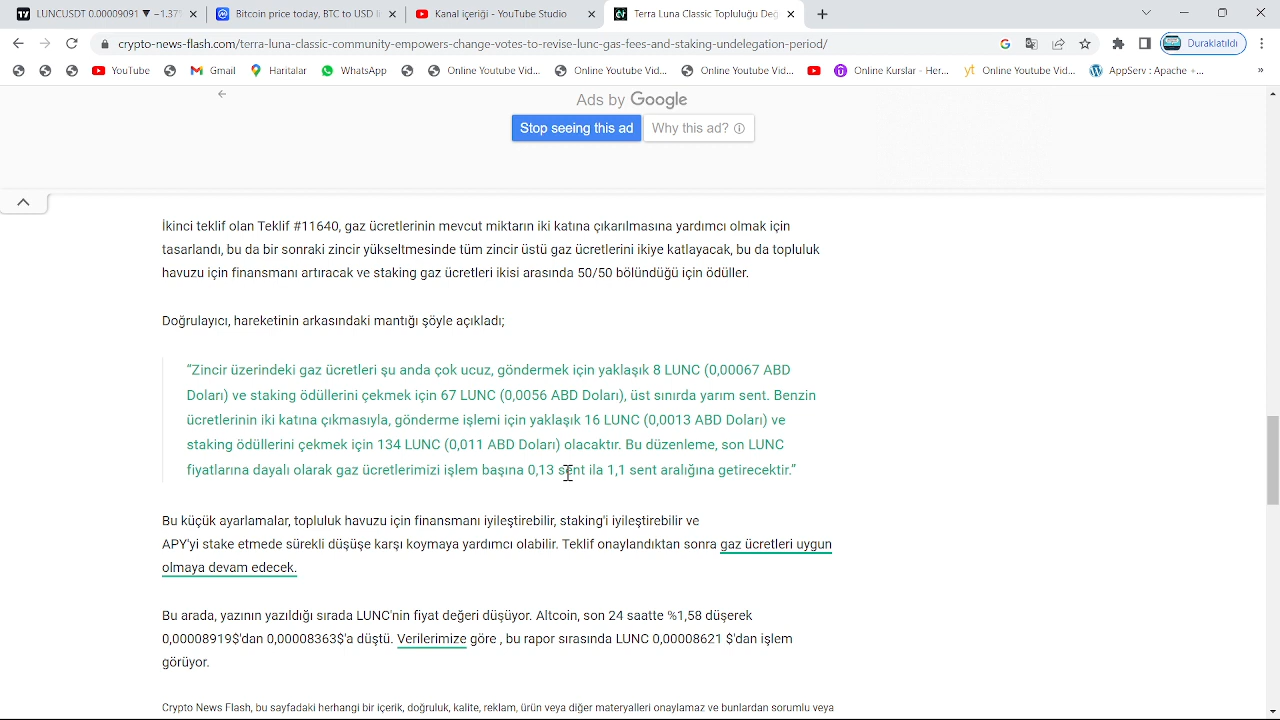 LUNCUSDT 0.00009091 ▼ −1.37%
Bitcoin price today, BTC to USD li
Kanal içeriği - YouTube Studio
Terra Luna Classic Topluluğu Değ
crypto-news-flash.com/terra-luna-classic-community-empowers-change-votes-to-raise-lunc-gas-fees-and-staking-undelegation-period/
Duraklatıldı
Youtube
Gmail
Haritalar
WhatsApp
Online Youtube Vid...
Online Youtube Vid...
Online Youtube Vid...
Online Kurslar - Her...
yt Online Youtube Vid...
AppServ : Apache +...
Ads by Google
Stop seeing this ad
Why this ad?
İkinci teklif olan Teklif #11640, gaz ücretlerinin mevcut miktarın iki katına çıkarılmasına yardımcı olmak için
tasarlandı, bu da bir sonraki zincir yükseltmesinde tüm zincir üstü gaz ücretlerini ikiye katlayacak, bu da topluluk
havuzu için finansmanı artıracak ve staking gaz ücretleri ikisi arasında 50/50 bölündüğü için ödüller.
Doğrulayıcı, hareketinin arkasındaki mantığı şöyle açıkladı;
“Zincir üzerindeki gaz ücretleri şu anda çok ucuz, göndermek için yaklaşık 8 LUNC (0,00067 ABD
Doları) ve staking ödüllerini çekmek için 67 LUNC (0,0056 ABD Doları), üst sınırda yarım sent. Benzin
ücretlerinin iki katına çıkmasıyla, gönderme işlemi için yaklaşık 16 LUNC (0,0013 ABD Doları) ve
staking ödüllerini çekmek için 134 LUNC (0,011 ABD Doları) olacaktır. Bu düzenleme, son LUNC
fiyatlarına dayalı olarak gaz ücretlerimizi işlem başına 0,13 sent ila 1,1 sent aralığına getirecektir.”
Bu küçük ayarlamalar, topluluk havuzu için finansmanı iyileştirebilir, staking'i iyileştirebilir ve
APY'yi stake etmede sürekli düşüşe karşı koymaya yardımcı olabilir. Teklif onaylandıktan sonra gaz ücretleri uygun
olmaya devam edecek.
Bu arada, yazının yazıldığı sırada LUNC'nin fiyat değeri düşüyor. Altcoin, son 24 saatte %1,58 düşerek
0,00008919$'dan 0,00008363$'a düştü. Verilerimize göre , bu rapor sırasında LUNC 0,00008621 $'dan işlem
görüyor.
Crypto News Flash, bu sayfadaki herhangi bir içerik, doğruluk, kalite, reklam, ürün veya diğer materyalleri onaylamaz ve bunlardan sorumlu veya